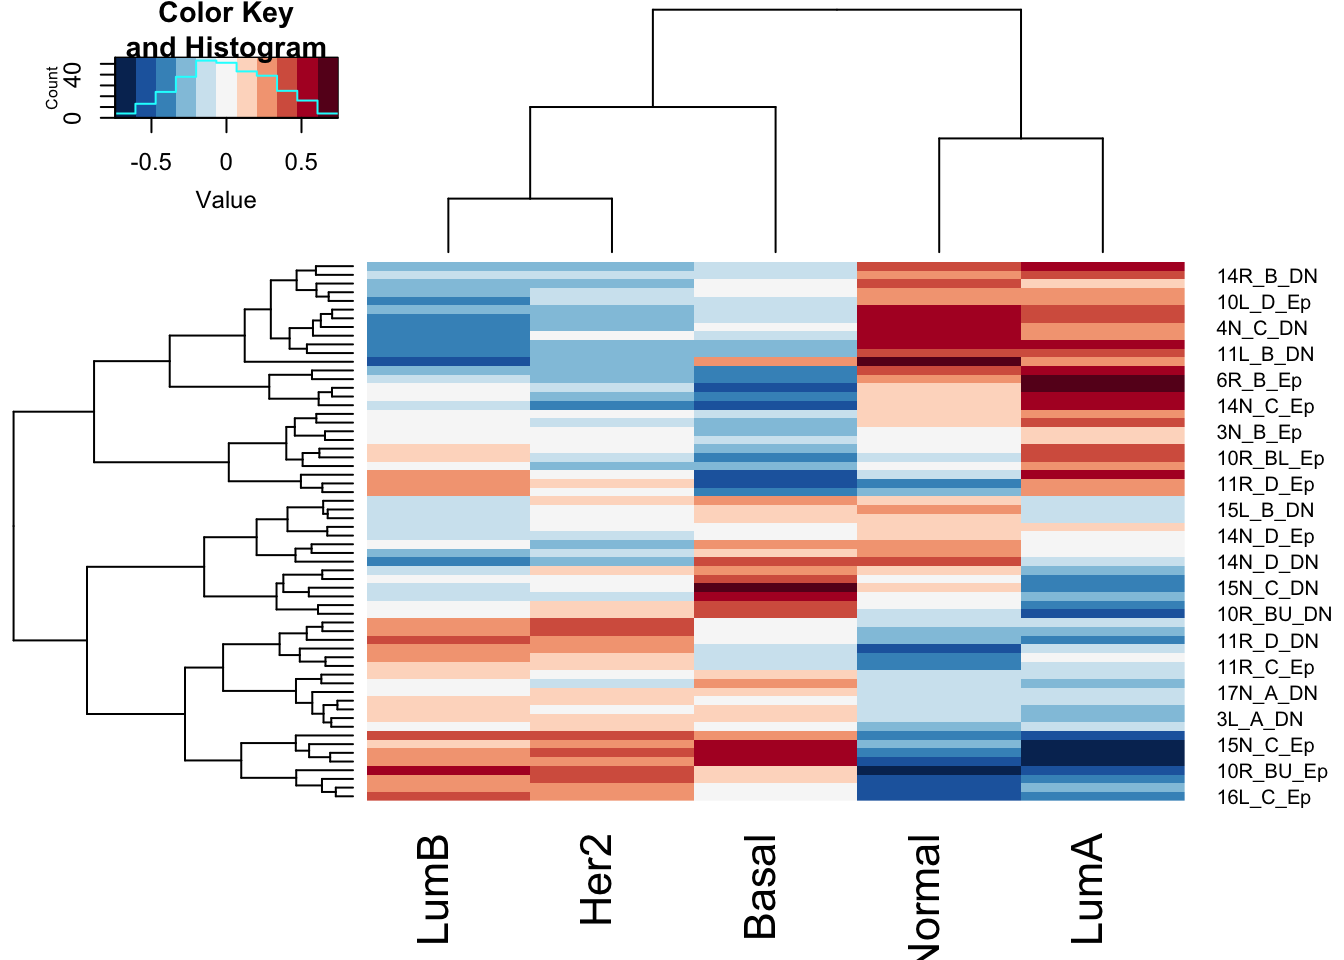 Color Key
and Histogram
Count
0
40
-0.5
0
0.5
Value
14R_B_DN
10L_D_Ep
4N_C_DN
11L_B_DN
6R_B_Ep
14N_C_Ep
3N_B_Ep
10R_BL_Ep
11R_D_Ep
15L_B_DN
14N_D_Ep
14N_D_DN
15N_C_DN
10R_BU_DN
11R_D_DN
11R_C_Ep
17N_A_DN
3L_A_DN
15N_C_Ep
10R_BU_Ep
16L_C_Ep
LumB
Her2
Basal
Normal
LumA